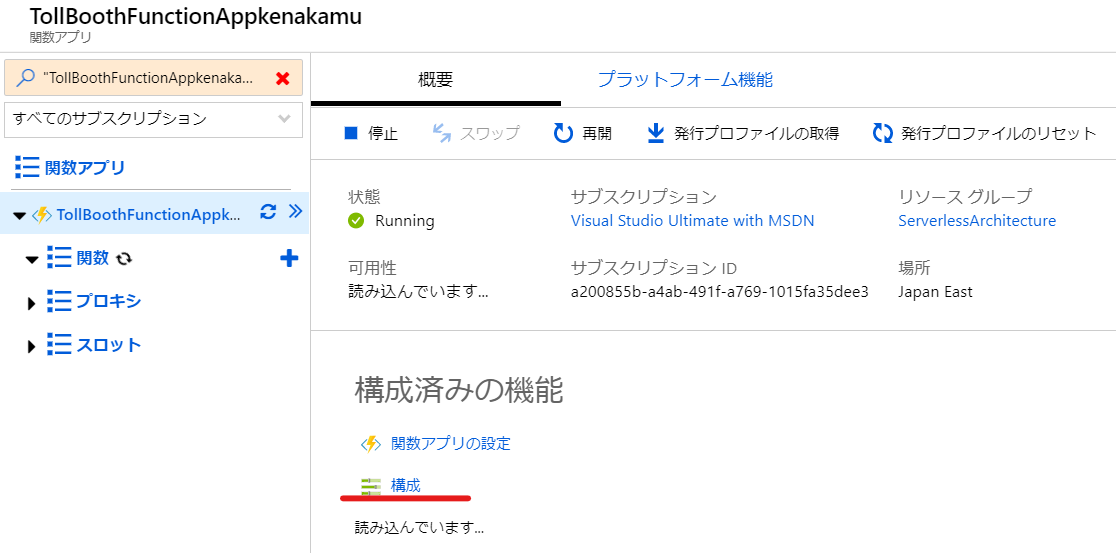 TollBoothFunctionAppkenakamu
関数アプリ
"TollBoothFunctionAppkenaka...
すべてのサブスクリプション
関数アプリ
TollBoothFunctionAppk...
関数
プロキシ
スロット
概要
プラットフォーム機能
停止
スワップ
再開
発行プロファイルの取得
発行プロファイルのリセット
状態
Running
サブスクリプション
Visual Studio Ultimate with MSDN
リソース グループ
ServerlessArchitecture
可用性
読み込んでいます...
サブスクリプション ID
a200855b-a4ab-491f-a769-1015fa35dee3
場所
Japan East
構成済みの機能
関数アプリの設定
構成
読み込んでいます...